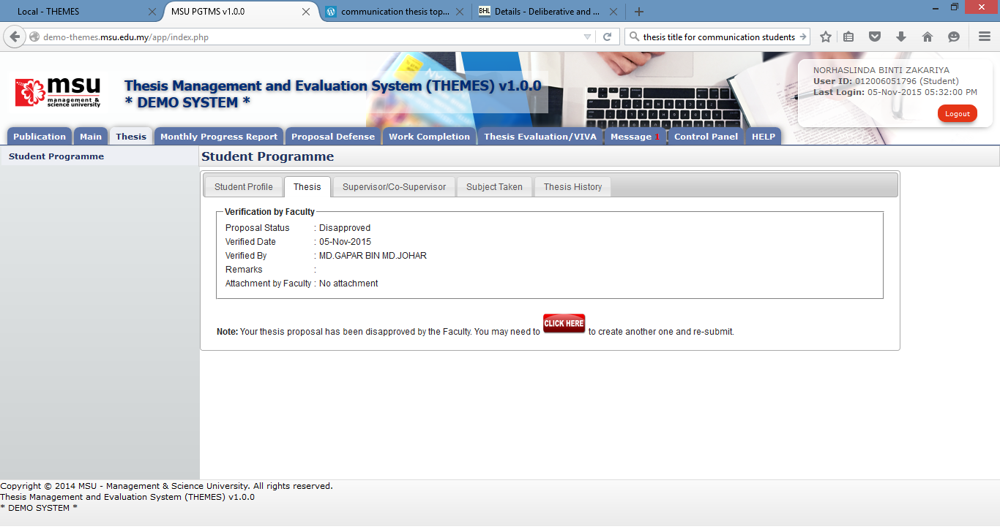 Local - THEMES
MSU PGTMS v1.0.0
communication thesis top...
BHL Details - Deliberative and ...
demo-themes.msu.edu.my/app/index.php
thesis title for communication students
msu
management &
science university
Thesis Management and Evaluation System (THEMES) v1.0.0
* DEMO SYSTEM *
NORHASLINDA BINTI ZAKARIYA
User ID: 012006051796 (Student)
Last Login: 05-Nov-2015 05:32:00 PM
Logout
Publication Main Thesis Monthly Progress Report Proposal Defense Work Completion Thesis Evaluation/VIVA Message 1 Control Panel HELP
Student Programme
Student Programme
Student Profile Thesis Supervisor/Co-Supervisor Subject Taken Thesis History
Verification by Faculty
Proposal Status : Disapproved
Verified Date : 05-Nov-2015
Verified By : MD.GAPAR BIN MD.JOHAR
Remarks :
Attachment by Faculty : No attachment
Note: Your thesis proposal has been disapproved by the Faculty. You may need to CLICK HERE to create another one and re-submit.
Copyright © 2014 MSU - Management & Science University. All rights reserved.
Thesis Management and Evaluation System (THEMES) v1.0.0
* DEMO SYSTEM *